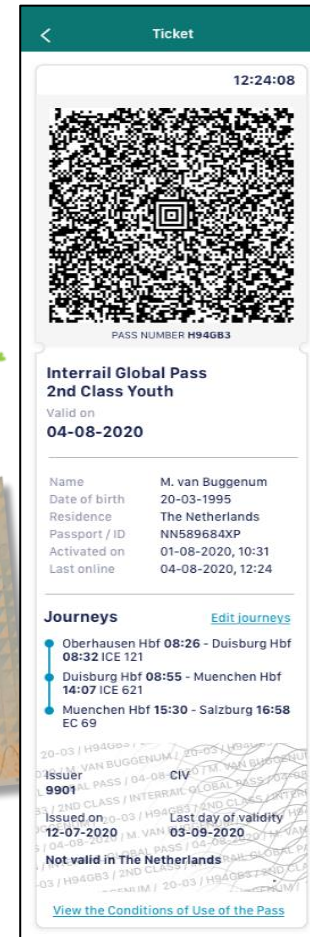 Ticket
12:24:08
PASS NUMBER H94GB3
Interrail Global Pass
2nd Class Youth
Valid on
04-08-2020
Name M. van Buggenum
Date of birth 20-03-1995
Residence The Netherlands
Passport / ID NN589684XP
Activated on 01-08-2020, 10:31
Last online 04-08-2020, 12:24
Journeys Edit journeys
Oberhausen Hbf 08:26 - Duisburg Hbf
08:32 ICE 121
Duisburg Hbf 08:55 - Muenchen Hbf
14:07 ICE 621
Muenchen Hbf 15:30 - Salzburg 16:58
EC 69
Issuer CIV
9901
Issued on Last day of validity
12-07-2020 03-09-2020
Not valid in The Netherlands
View the Conditions of Use of the Pass